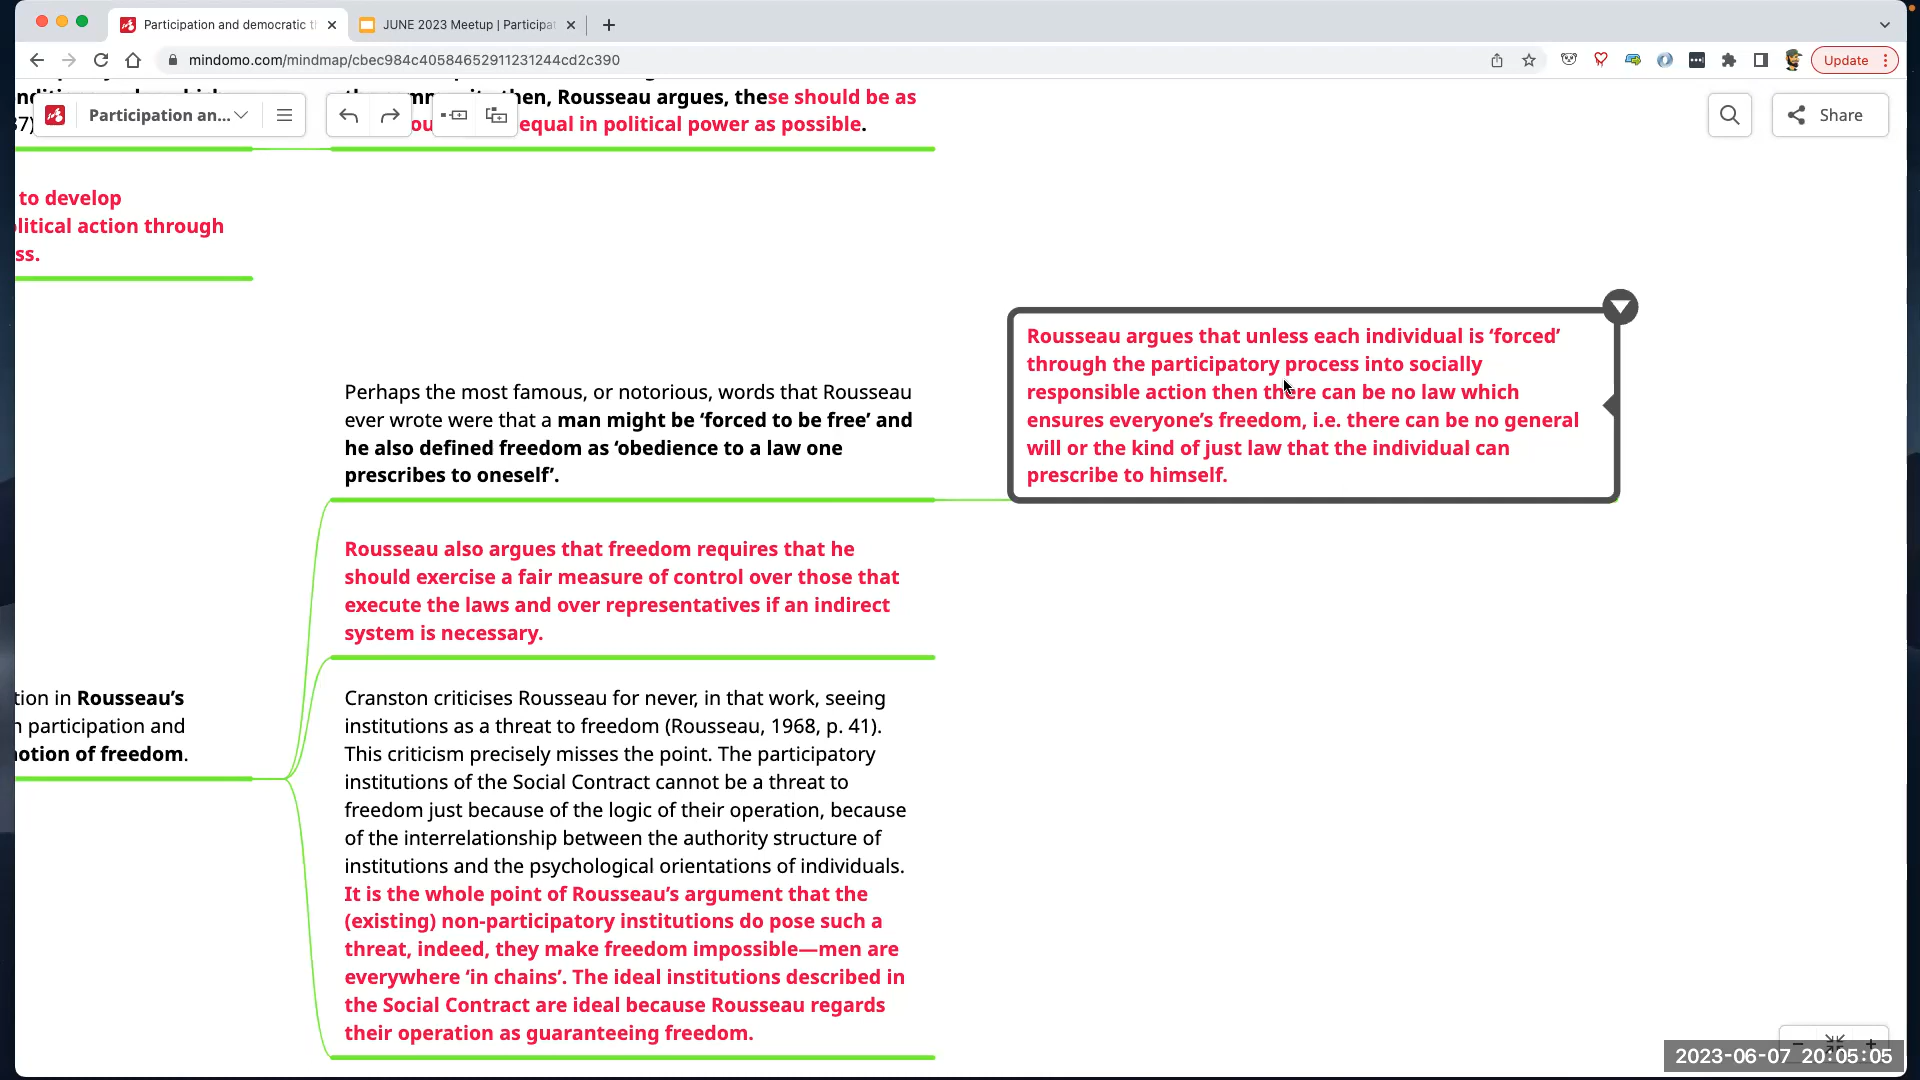 Participation and democratic t
JUNE 2023 Meetup | Participat
mindomo.com/mindmap/cbec984c40584652911231244cd2c390
Update
Participation an...
Share
37)
then, Rousseau argues, these should be as
equal in political power as possible.
to develop
litical action through
ss.
Rousseau argues that unless each individual is ‘forced’
through the participatory process into socially
responsible action then there can be no law which
ensures everyone’s freedom, i.e. there can be no general
will or the kind of just law that the individual can
prescribe to himself.
Perhaps the most famous, or notorious, words that Rousseau
ever wrote were that a man might be ‘forced to be free’ and
he also defined freedom as ‘obedience to a law one
prescribes to oneself’.
Rousseau also argues that freedom requires that he
should exercise a fair measure of control over those that
execute the laws and over representatives if an indirect
system is necessary.
tion in Rousseau’s
n participation and
notion of freedom.
Cranston criticises Rousseau for never, in that work, seeing
institutions as a threat to freedom (Rousseau, 1968, p. 41).
This criticism precisely misses the point. The participatory
institutions of the Social Contract cannot be a threat to
freedom just because of the logic of their operation, because
of the interrelationship between the authority structure of
institutions and the psychological orientations of individuals.
It is the whole point of Rousseau’s argument that the
(existing) non-participatory institutions do pose such a
threat, indeed, they make freedom impossible—men are
everywhere ‘in chains’. The ideal institutions described in
the Social Contract are ideal because Rousseau regards
their operation as guaranteeing freedom.
2023-06-07 20:05:05